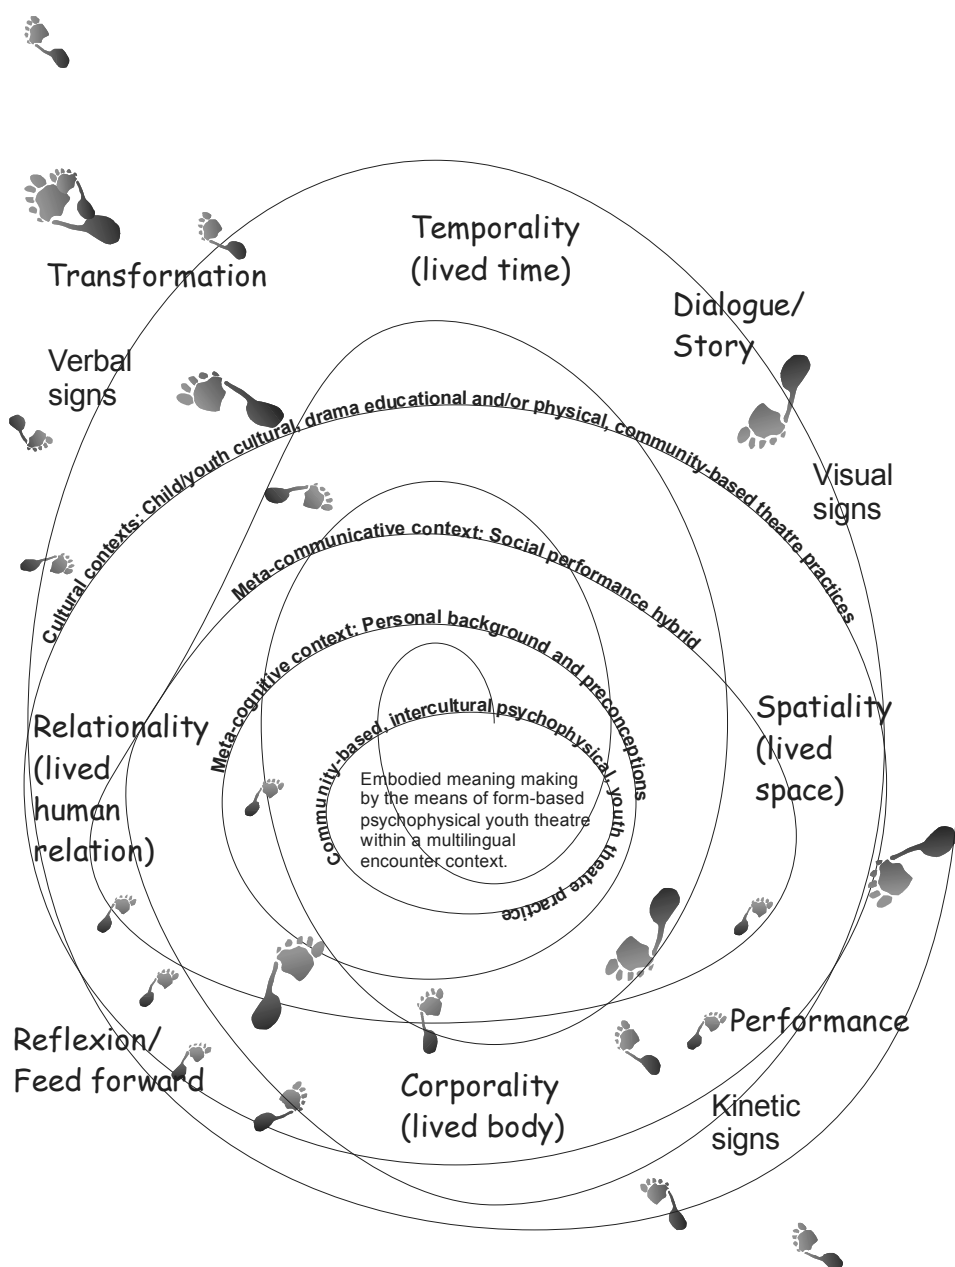 Temporality
(lived time)
Transformation
Dialogue/
Story
Verbal
signs
Cultural contexts: Child/youth cultural, drama educational and/or physical, community-based theatre practices
Visual
signs
Meta-communicative context: Social performance hybrid
Meta-cognitive context: Personal background and preconceptions
Community-based, intercultural psychophysical, youth theatre practice
Relationality
(lived
human
relation)
Spatiality
(lived
space)
Embodied meaning making
by the means of form-based
psychophysical youth theatre
within a multilingual
encounter context.
Reflexion/
Feed forward
Performance
Corporality
(lived body)
Kinetic
signs